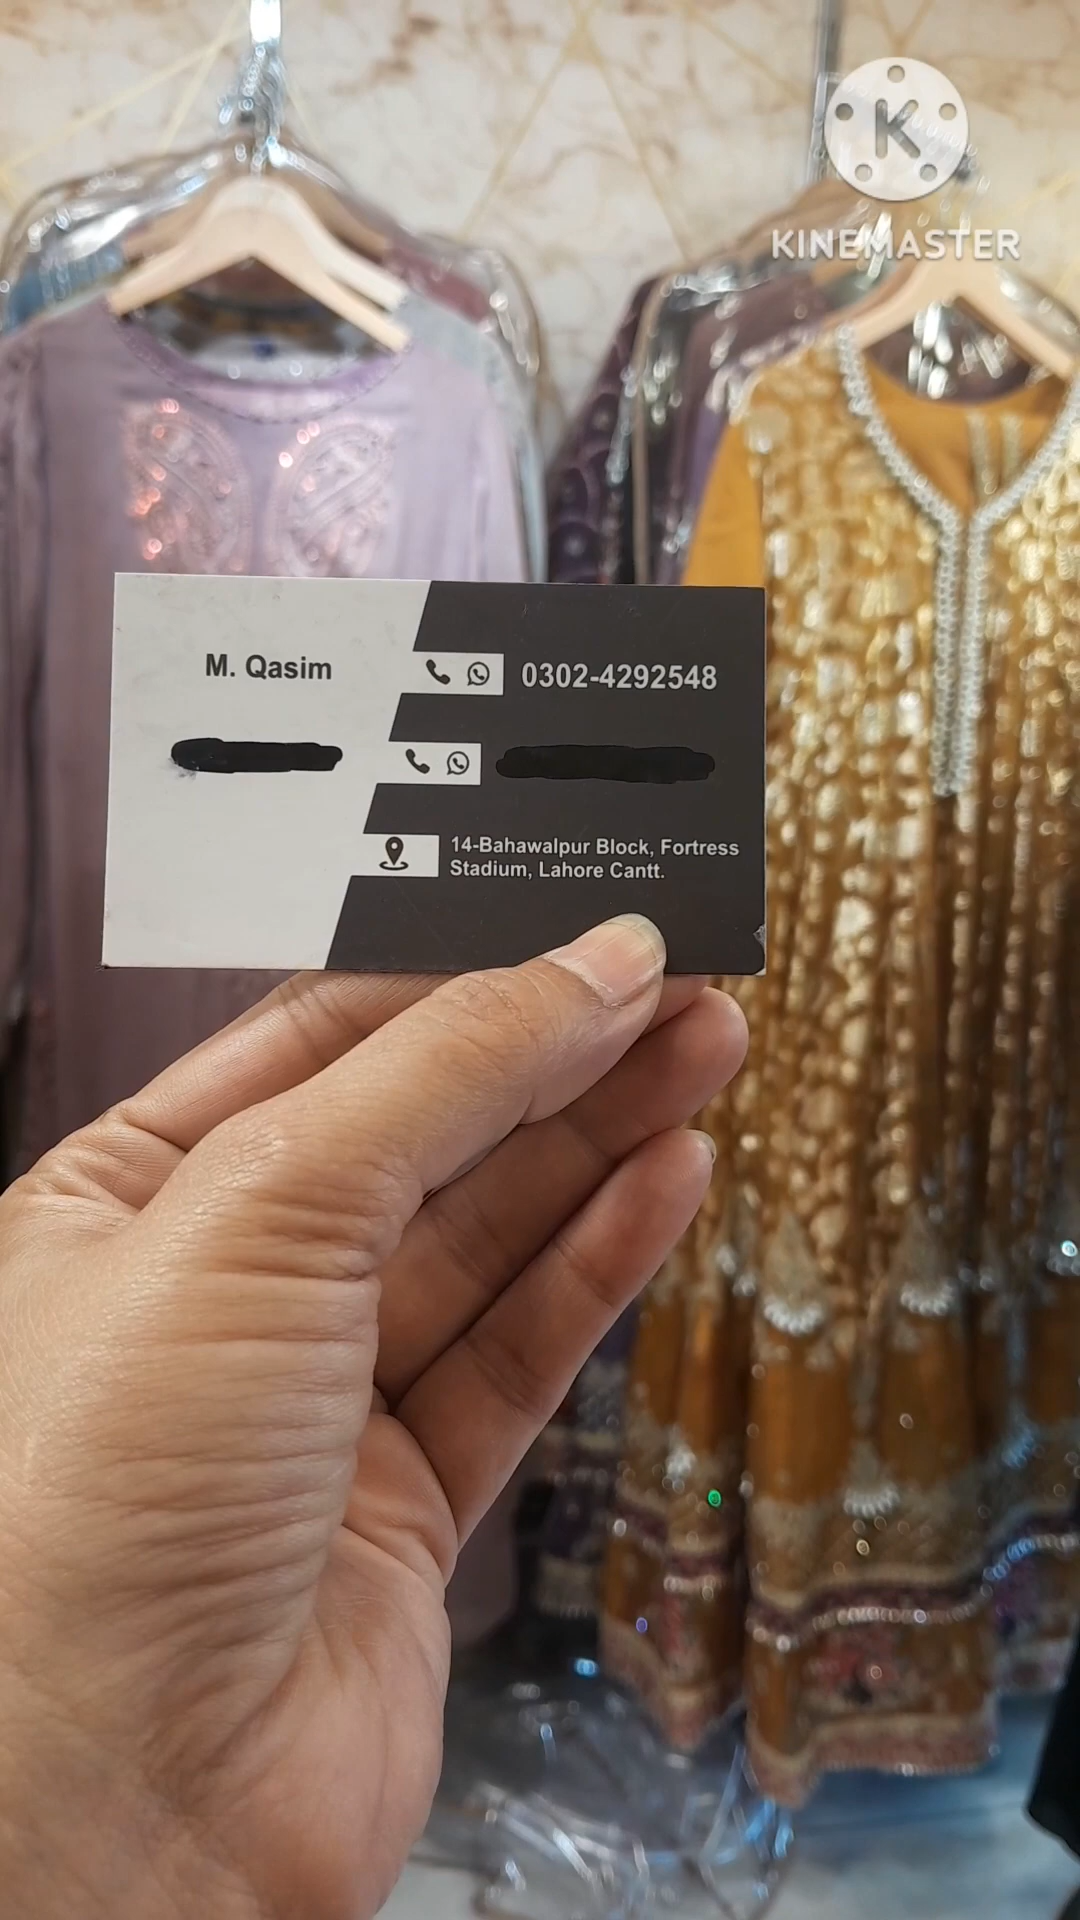 K
KINEMASTER
M. Qasim
0302-4292548
14-Bahawalpur Block, Fortress
Stadium, Lahore Cantt.